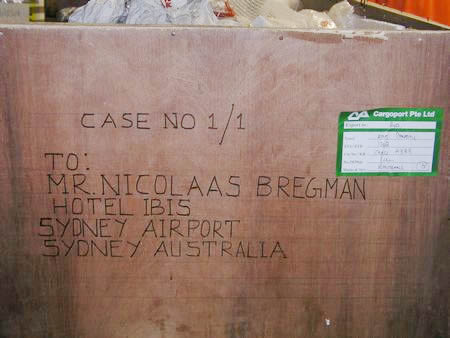 CASE NO 1/1
TO:
MR. NICOLAAS BREGMAN
HOTEL IBIS
SYDNEY AIRPORT
SYDNEY AUSTRALIA
Cargoport Pte Ltd